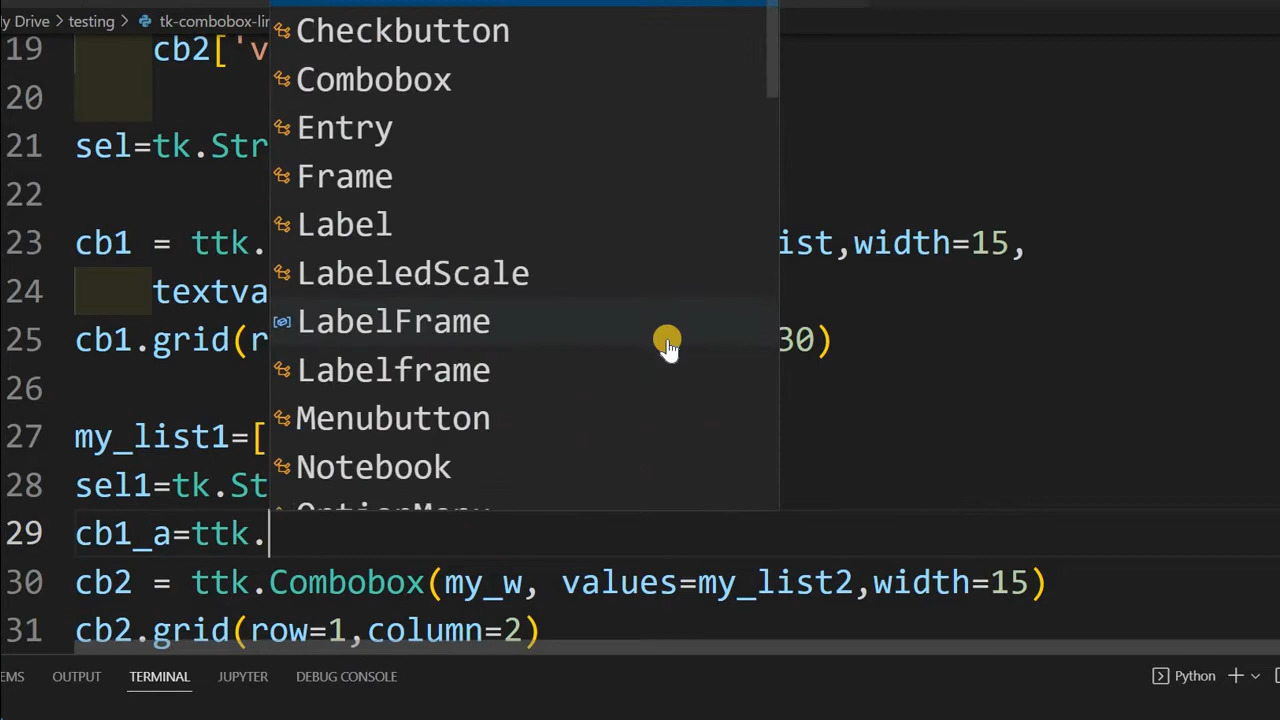 y Drive > testing > tk-combobox-li
Checkbutton
Combobox
Entry
Frame
Label
LabeledScale
LabelFrame
Labelframe
Menubutton
Notebook
OptionMenu
19 cb2['v
20
21 sel=tk.Str
22
23 cb1 = ttk. ist,width=15,
24 textva
25 cb1.grid(r 30)
26
27 my_list1=[
28 sel1=tk.St
29 cb1_a=ttk.
30 cb2 = ttk.Combobox(my_w, values=my_list2,width=15)
31 cb2.grid(row=1,column=2)
EMS OUTPUT TERMINAL JUPYTER DEBUG CONSOLE Python